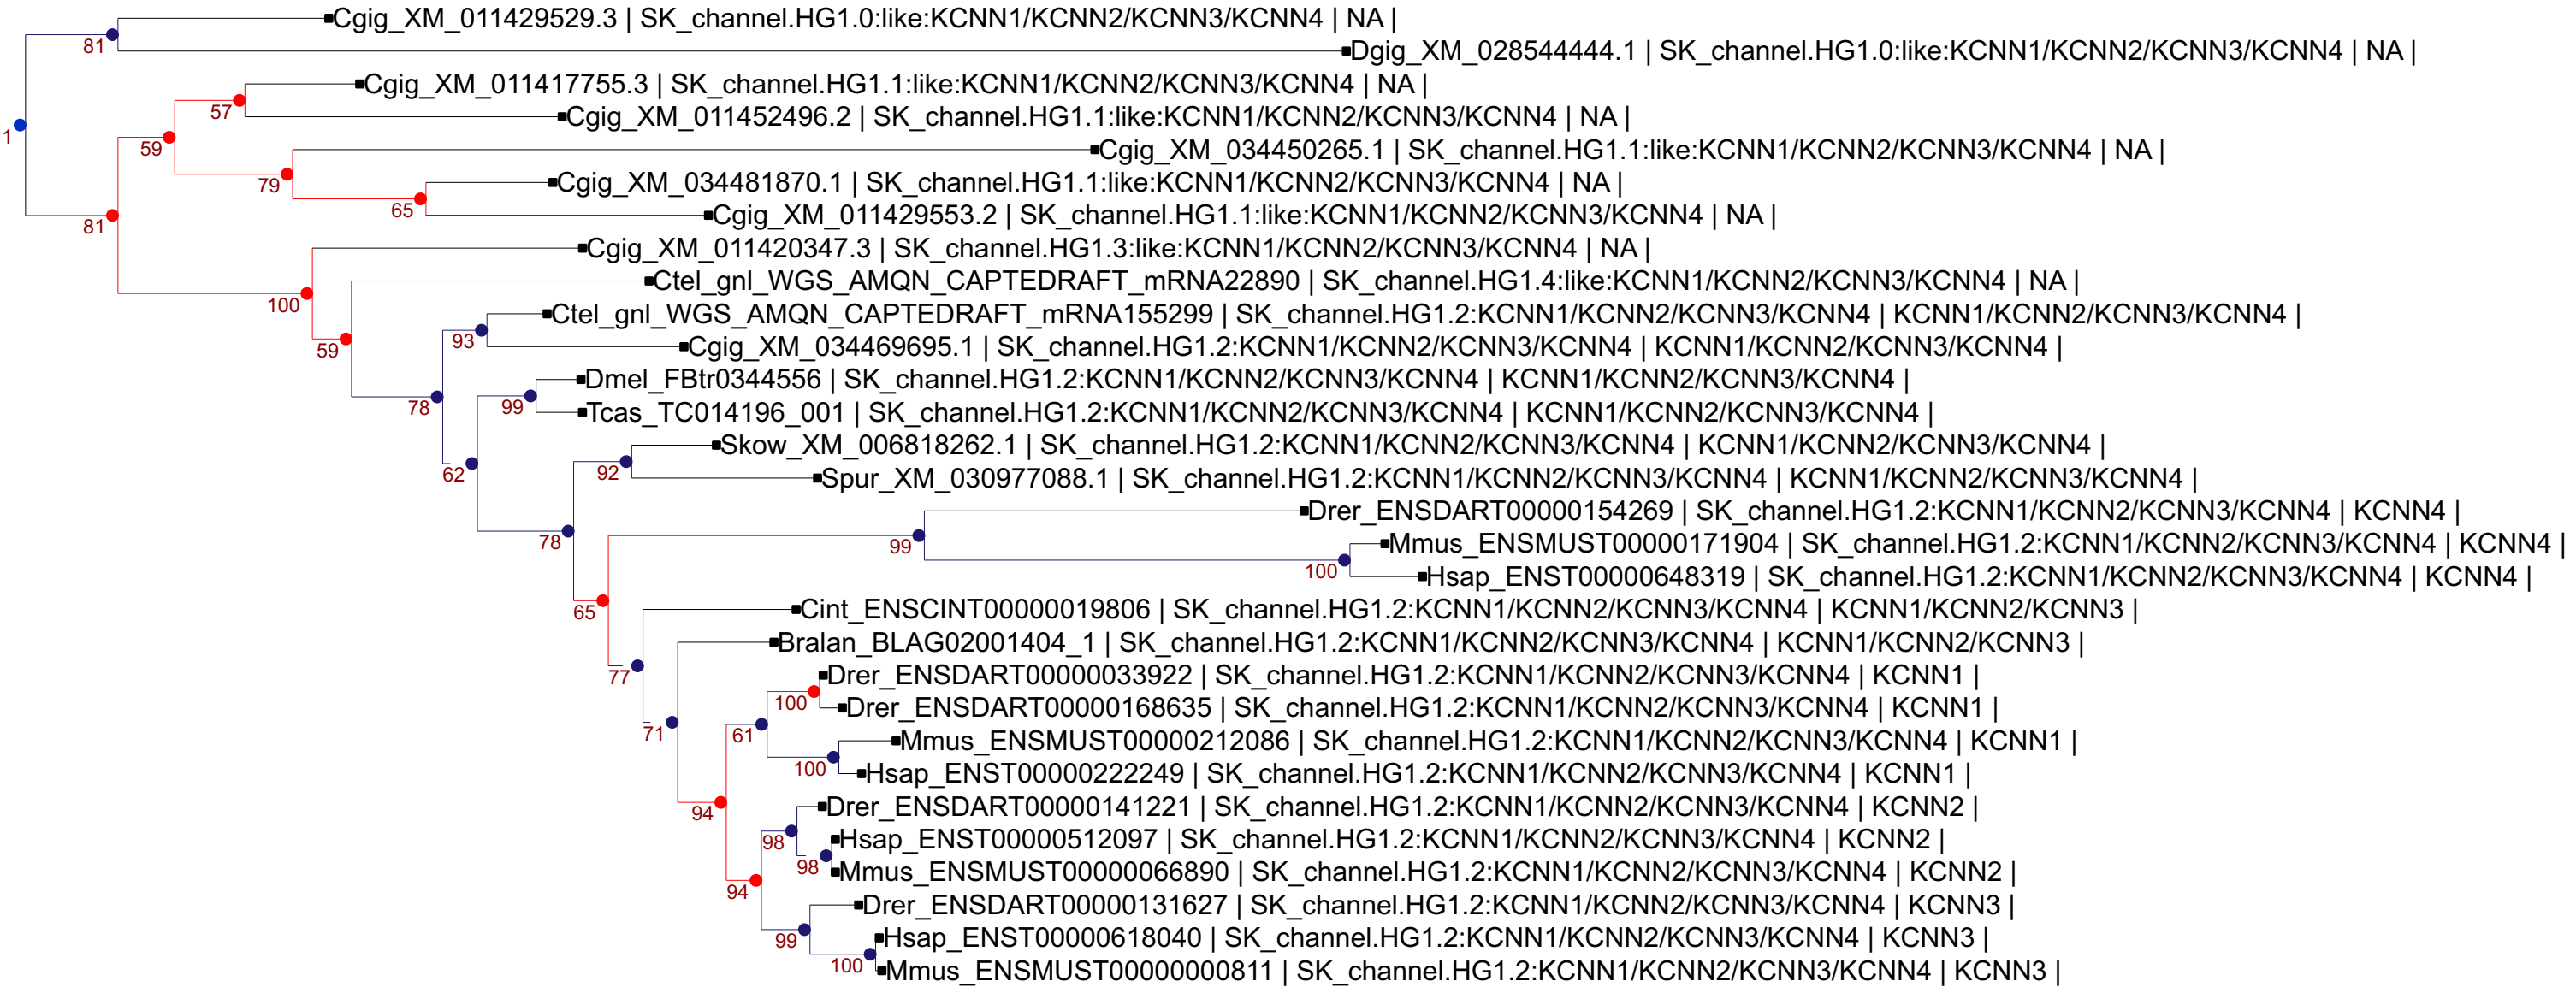 Cgig_XM_011429529.3 | SK_channel.HG1.0:like:KCNN1/KCNN2/KCNN3/KCNN4 | NA |
81
Dgig_XM_028544444.1 | SK_channel.HG1.0:like:KCNN1/KCNN2/KCNN3/KCNN4 | NA |
Cgig_XM_011417755.3 | SK_channel.HG1.1:like:KCNN1/KCNN2/KCNN3/KCNN4 | NA |
57
Cgig_XM_011452496.2 | SK_channel.HG1.1:like:KCNN1/KCNN2/KCNN3/KCNN4 | NA |
1
59
Cgig_XM_034450265.1 | SK_channel.HG1.1:like:KCNN1/KCNN2/KCNN3/KCNN4 | NA |
79
Cgig_XM_034481870.1 | SK_channel.HG1.1:like:KCNN1/KCNN2/KCNN3/KCNN4 | NA |
65
Cgig_XM_011429553.2 | SK_channel.HG1.1:like:KCNN1/KCNN2/KCNN3/KCNN4 | NA |
81
Cgig_XM_011420347.3 | SK_channel.HG1.3:like:KCNN1/KCNN2/KCNN3/KCNN4 | NA |
Ctel_gnl_WGS_AMQN_CAPTEDRAFT_mRNA22890 | SK_channel.HG1.4:like:KCNN1/KCNN2/KCNN3/KCNN4 | NA |
100
Ctel_gnl_WGS_AMQN_CAPTEDRAFT_mRNA155299 | SK_channel.HG1.2:KCNN1/KCNN2/KCNN3/KCNN4 | KCNN1/KCNN2/KCNN3/KCNN4 |
93
59
Cgig_XM_034469695.1 | SK_channel.HG1.2:KCNN1/KCNN2/KCNN3/KCNN4 | KCNN1/KCNN2/KCNN3/KCNN4 |
Dmel_FBtr0344556 | SK_channel.HG1.2:KCNN1/KCNN2/KCNN3/KCNN4 | KCNN1/KCNN2/KCNN3/KCNN4 |
78
99
Tcas_TC014196_001 | SK_channel.HG1.2:KCNN1/KCNN2/KCNN3/KCNN4 | KCNN1/KCNN2/KCNN3/KCNN4 |
Skow_XM_006818262.1 | SK_channel.HG1.2:KCNN1/KCNN2/KCNN3/KCNN4 | KCNN1/KCNN2/KCNN3/KCNN4 |
62
92
Spur_XM_030977088.1 | SK_channel.HG1.2:KCNN1/KCNN2/KCNN3/KCNN4 | KCNN1/KCNN2/KCNN3/KCNN4 |
Drer_ENSDART00000154269 | SK_channel.HG1.2:KCNN1/KCNN2/KCNN3/KCNN4 | KCNN4 |
78
99
Mmus_ENSMUST00000171904 | SK_channel.HG1.2:KCNN1/KCNN2/KCNN3/KCNN4 | KCNN4 |
100
Hsap_ENST00000648319 | SK_channel.HG1.2:KCNN1/KCNN2/KCNN3/KCNN4 | KCNN4 |
65
Cint_ENSCINT00000019806 | SK_channel.HG1.2:KCNN1/KCNN2/KCNN3/KCNN4 | KCNN1/KCNN2/KCNN3 |
Bralan_BLAG02001404_1 | SK_channel.HG1.2:KCNN1/KCNN2/KCNN3/KCNN4 | KCNN1/KCNN2/KCNN3 |
77
Drer_ENSDART00000033922 | SK_channel.HG1.2:KCNN1/KCNN2/KCNN3/KCNN4 | KCNN1 |
100
Drer_ENSDART00000168635 | SK_channel.HG1.2:KCNN1/KCNN2/KCNN3/KCNN4 | KCNN1 |
71
61
Mmus_ENSMUST00000212086 | SK_channel.HG1.2:KCNN1/KCNN2/KCNN3/KCNN4 | KCNN1 |
100
Hsap_ENST00000222249 | SK_channel.HG1.2:KCNN1/KCNN2/KCNN3/KCNN4 | KCNN1 |
94
Drer_ENSDART00000141221 | SK_channel.HG1.2:KCNN1/KCNN2/KCNN3/KCNN4 | KCNN2 |
98
Hsap_ENST00000512097 | SK_channel.HG1.2:KCNN1/KCNN2/KCNN3/KCNN4 | KCNN2 |
98
Mmus_ENSMUST00000066890 | SK_channel.HG1.2:KCNN1/KCNN2/KCNN3/KCNN4 | KCNN2 |
94
Drer_ENSDART00000131627 | SK_channel.HG1.2:KCNN1/KCNN2/KCNN3/KCNN4 | KCNN3 |
99
Hsap_ENST00000618040 | SK_channel.HG1.2:KCNN1/KCNN2/KCNN3/KCNN4 | KCNN3 |
100
Mmus_ENSMUST00000000811 | SK_channel.HG1.2:KCNN1/KCNN2/KCNN3/KCNN4 | KCNN3 |